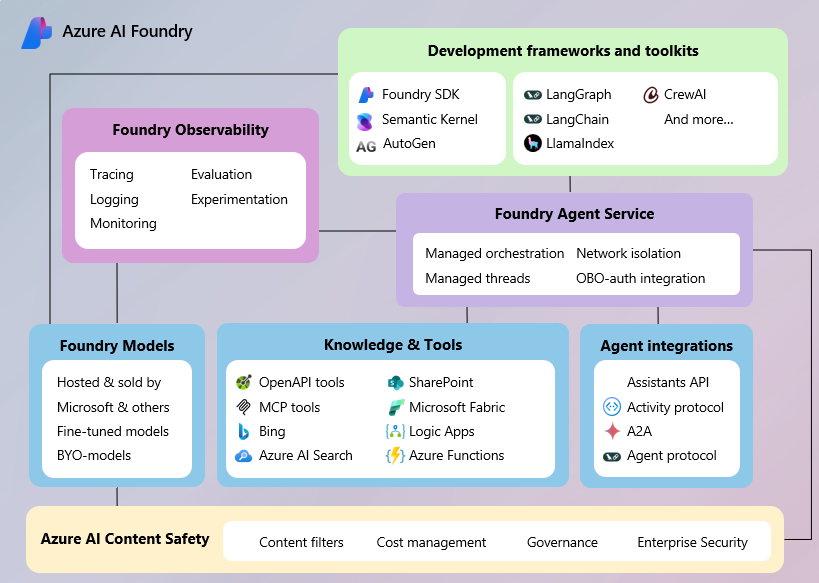 Azure AI Foundry
Development frameworks and toolkits
Foundry SDK
Semantic Kernel
AG AutoGen
LangGraph
LangChain
LlamaIndex
CrewAI
And more...
Foundry Observability
Tracing
Logging
Monitoring
Evaluation
Experimentation
Foundry Agent Service
Managed orchestration
Managed threads
Network isolation
OBO-auth integration
Foundry Models
Hosted & sold by
Microsoft & others
Fine-tuned models
BYO-models
Knowledge & Tools
OpenAPI tools
MCP tools
Bing
Azure AI Search
SharePoint
Microsoft Fabric
Logic Apps
Azure Functions
Agent integrations
Assistants API
Activity protocol
A2A
Agent protocol
Azure AI Content Safety
Content filters
Cost management
Governance
Enterprise Security